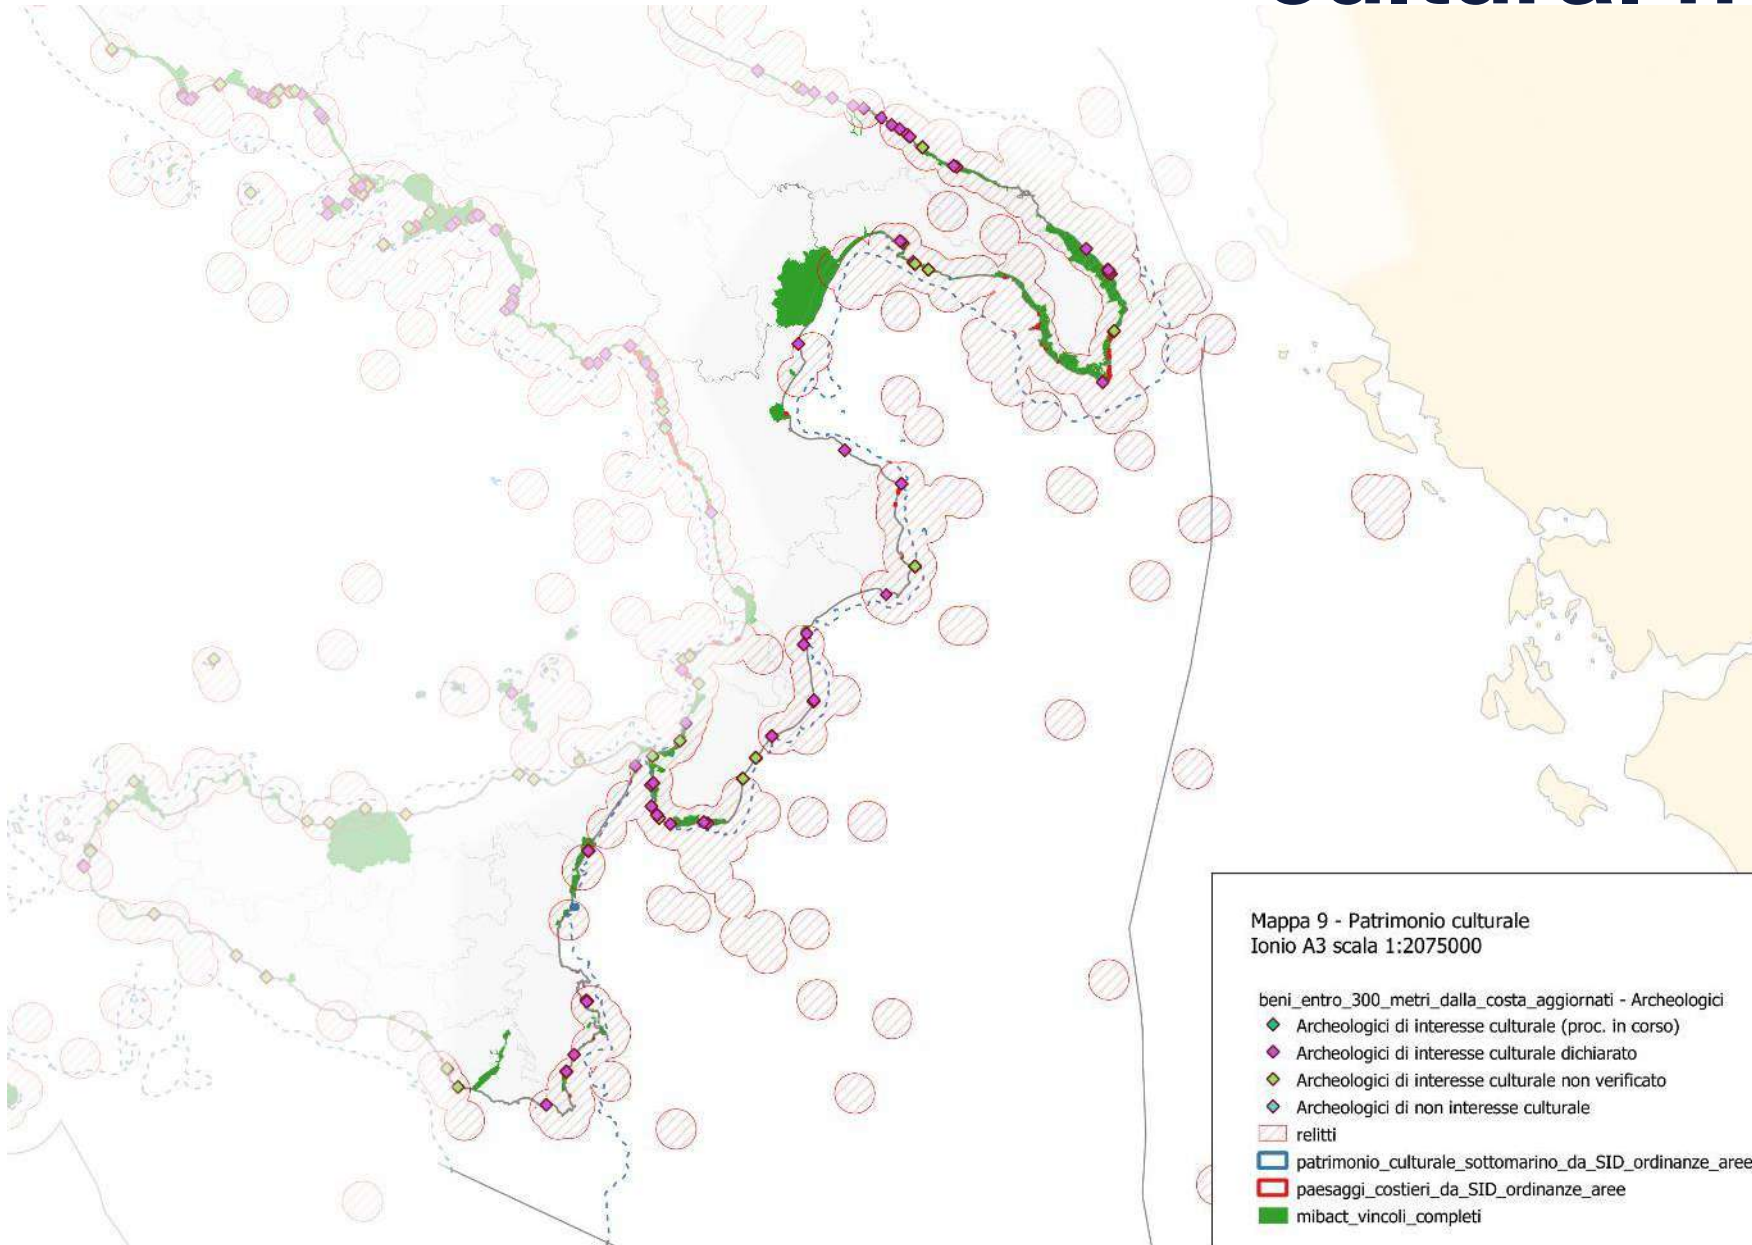 Mappa 9 - Patrimonio culturale
Ionio A3 scala 1:2075000
beni_entro_300_metri_dalla_costa_aggiornati - Archeologici
Archeologici di interesse culturale (proc. in corso)
Archeologici di interesse culturale dichiarato
Archeologici di interesse culturale non verificato
Archeologici di non interesse culturale
relitti
patrimonio_culturale_sottomarino_da_SID_ordinanze_aree
paesaggi_costieri_da_SID_ordinanze_aree
mibact_vincoli_completi